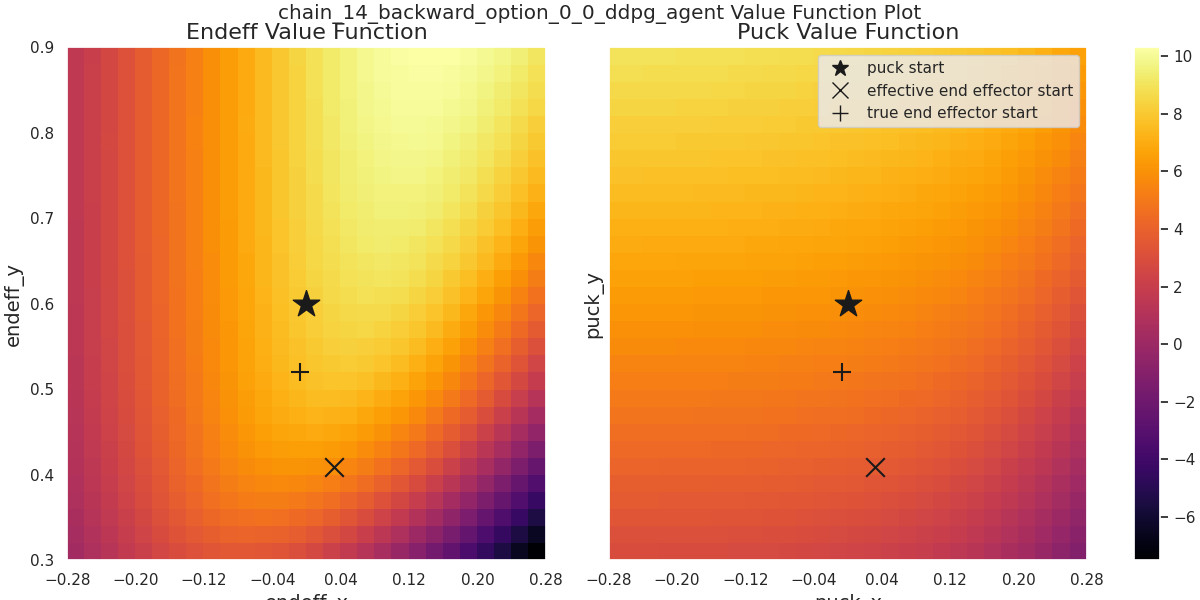 chain_14_backward_option_0_0_ddpg_agent Value Function Plot
Endeff Value Function
Puck Value Function
puck start
effective end effector start
true end effector start
endeff_y
0.9
0.8
0.7
0.6
0.5
0.4
0.3
−0.28 −0.20 −0.12 −0.04 0.04 0.12 0.20 0.28
endeff_x
puck_y
−0.28 −0.20 −0.12 −0.04 0.04 0.12 0.20 0.28
puck_x
10
8
6
4
2
0
−2
−4
−6